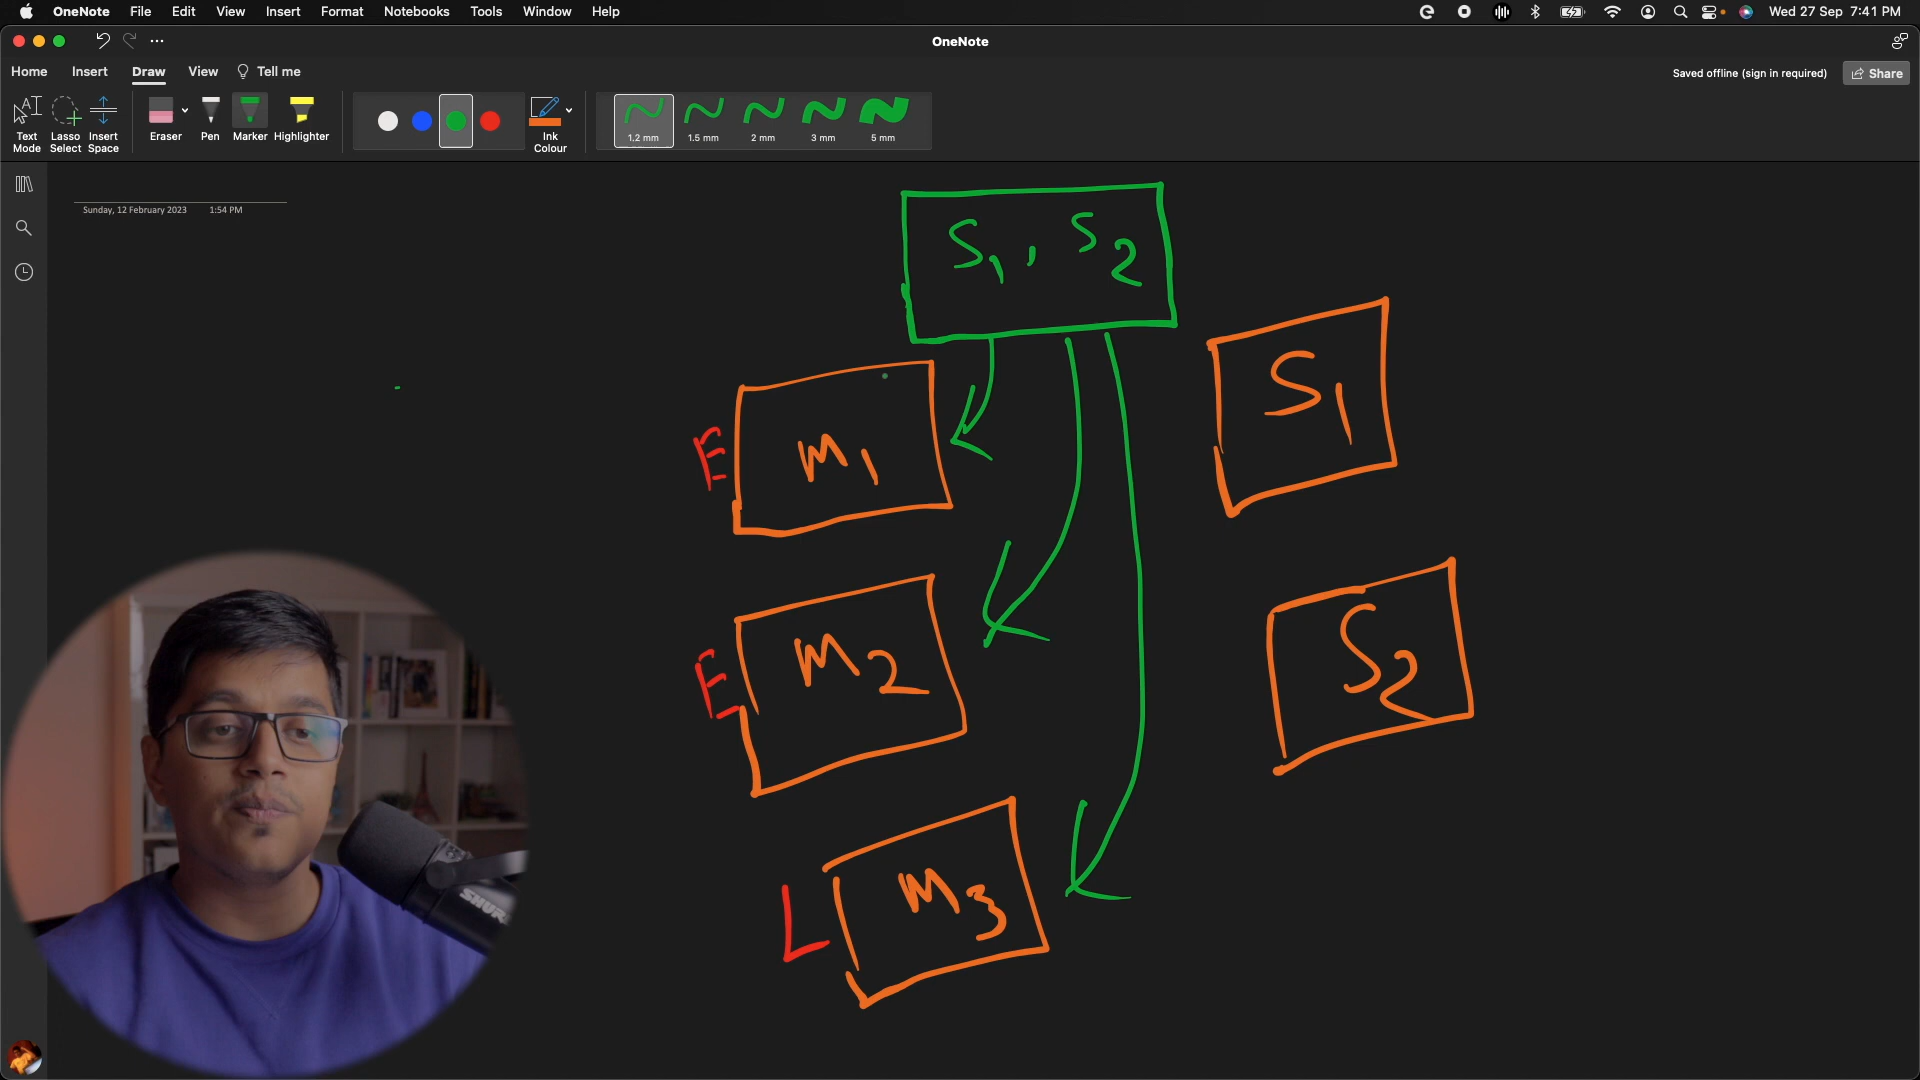 OneNote File Edit View Insert Format Notebooks Tools Window Help Wed 27 Sep 7:41 PM
OneNote
Home Insert Draw View Tell me Saved offline (sign in required) Share
Text Mode Lasso Select Insert Space Eraser Pen Marker Highlighter Ink Colour 1.2 mm 1.5 mm 2 mm 3 mm 5 mm
Sunday, 12 February 2023 1:54 PM
S1, S2
S1
E M1
E M2
S2
L M3
SHURE